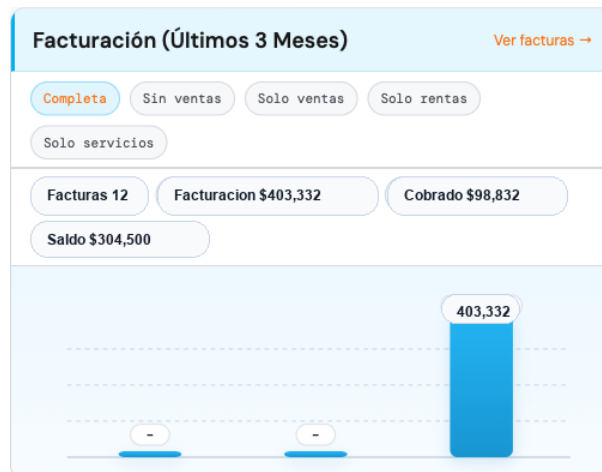 Facturación (Últimos 3 Meses) Ver facturas →
Completa Sin ventas Solo ventas Solo rentas
Solo servicios
Facturas 12 Facturacion $403,332 Cobrado $98,832
Saldo $304,500
403,332
- -